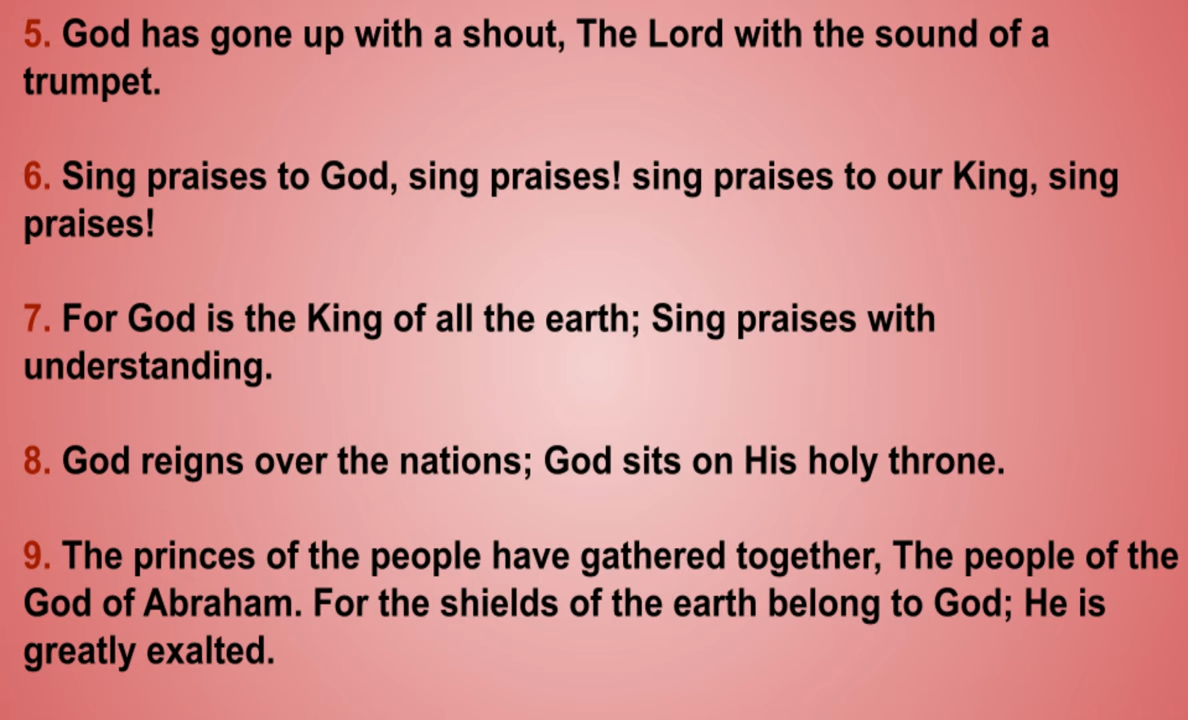 5. God has gone up with a shout, The Lord with the sound of a
trumpet.
6. Sing praises to God, sing praises! sing praises to our King, sing
praises!
7. For God is the King of all the earth; Sing praises with
understanding.
8. God reigns over the nations; God sits on His holy throne.
9. The princes of the people have gathered together, The people of the
God of Abraham. For the shields of the earth belong to God; He is
greatly exalted.